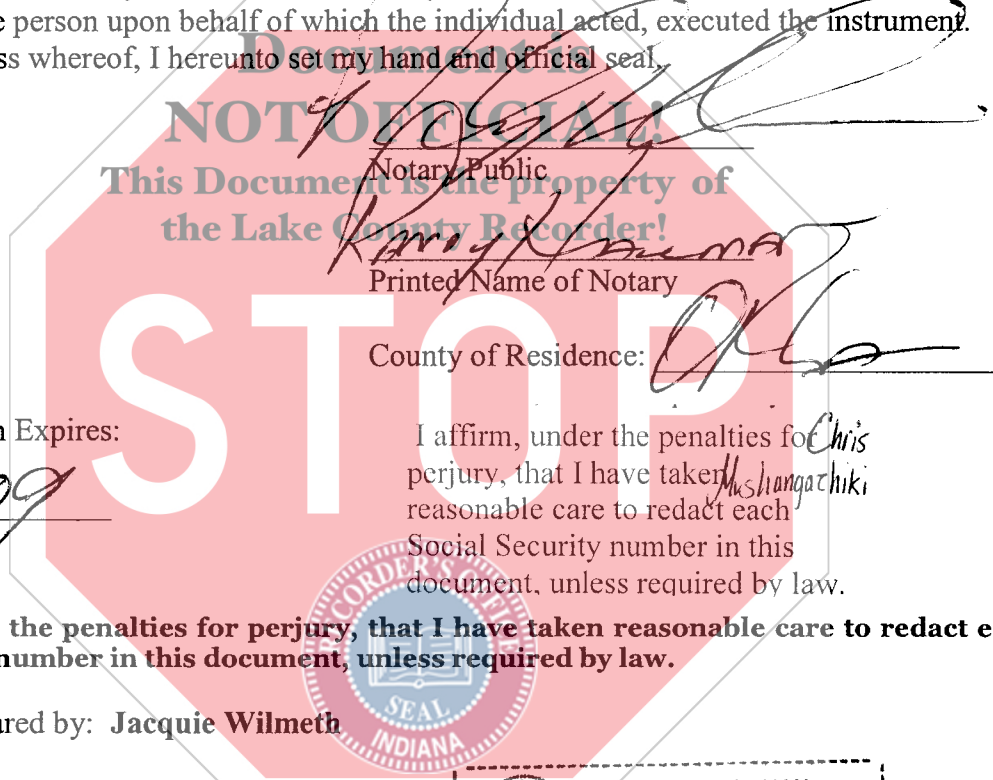 e person upon behalf of which the individual acted, executed the instrument.
ss whereof, I hereunto set my hand and official seal.
Document is
NOT OFFICIAL!
Notary Public
This Document is the property of
the Lake County Recorder!
Printed Name of Notary
STOP
County of Residence:
n Expires:
09
I affirm, under the penalties for Chris
perjury, that I have taken Mushangachiki
reasonable care to redact each
Social Security number in this
document, unless required by law.
the penalties for perjury, that I have taken reasonable care to redact e
number in this document, unless required by law.
RECORDER'S OFFICE
SEAL
INDIANA
ured by: Jacquie Wilmeth